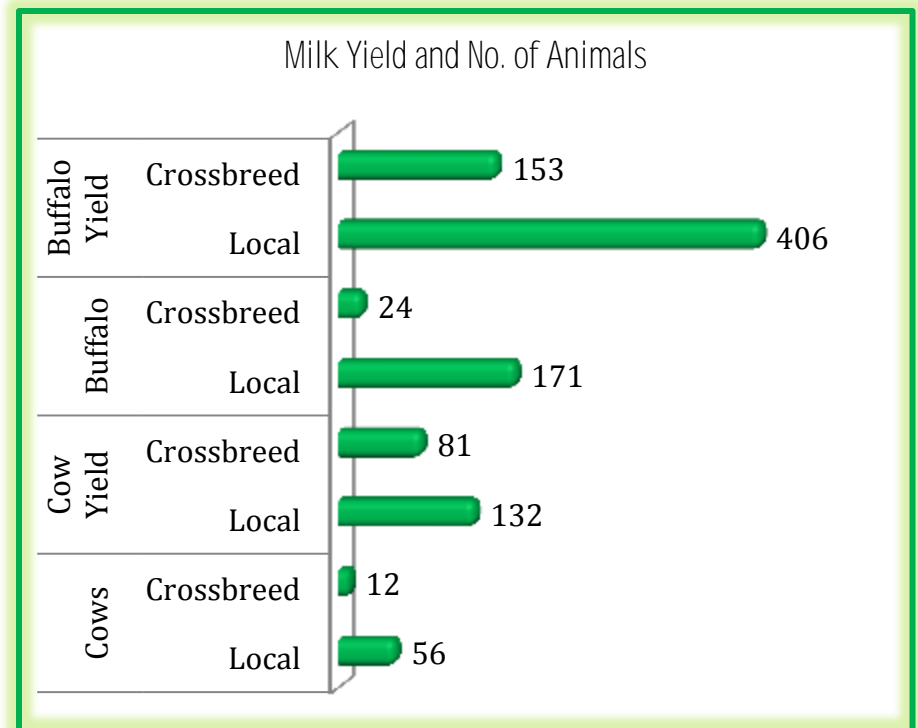 Milk Yield and No. of Animals
Buffalo
Yield
Crossbreed
153
Local
406
Buffalo
Crossbreed
24
Local
171
Cow
Yield
Crossbreed
81
Local
132
Cows
Crossbreed
12
Local
56